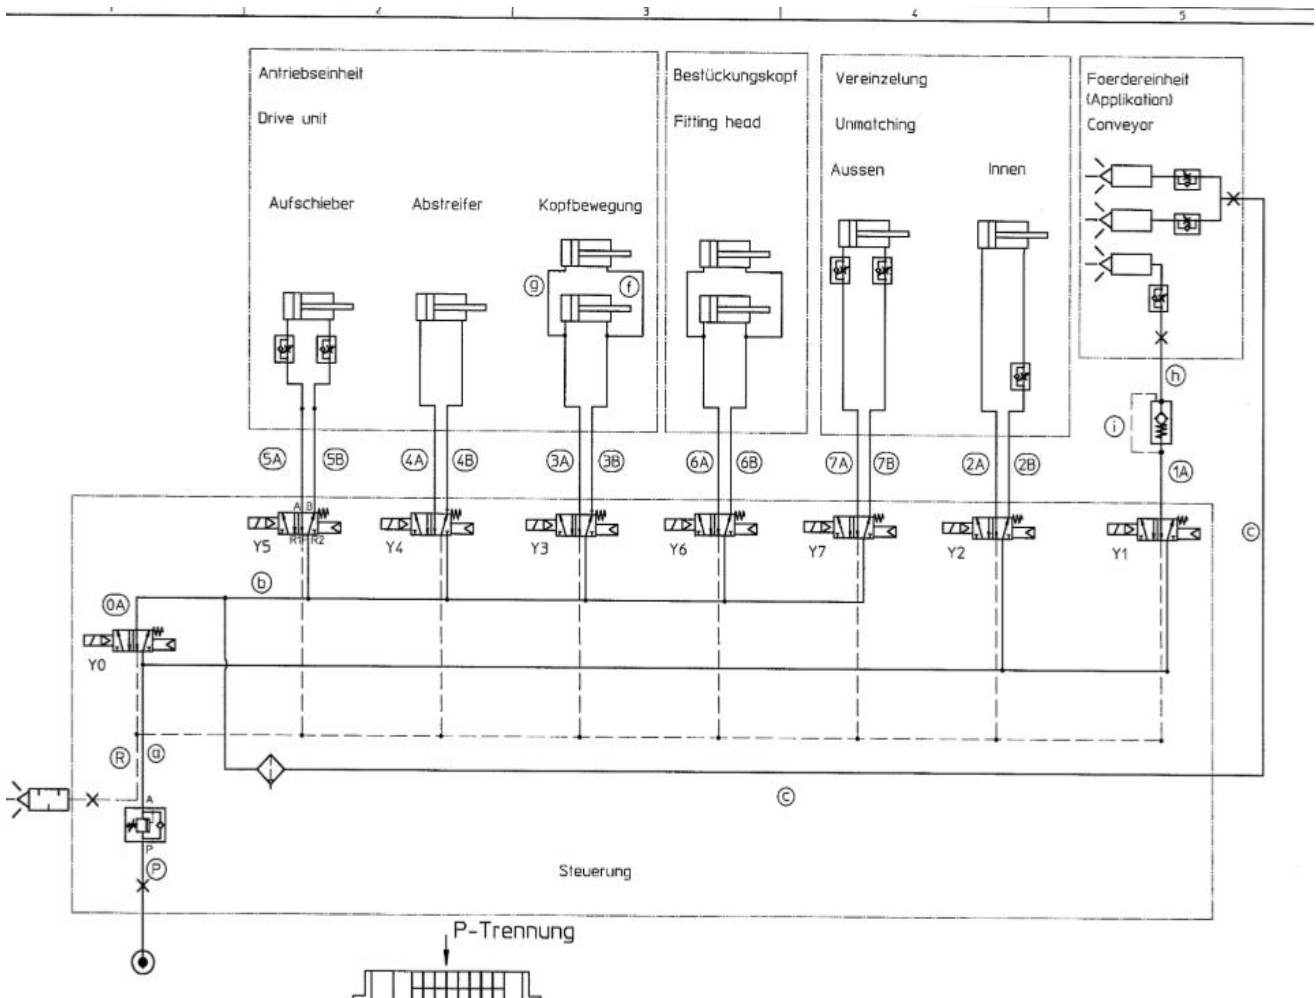 3
4
5
Antriebseinheit
Drive unit
Aufschieber
Abstreifer
Kopfbewegung
g
f
Bestückungskopf
Fitting head
Vereinzelung
Unmatching
Aussen
Innen
Foerdereinheit
(Applikation)
Conveyor
h
i
5A 5B 4A 4B 3A 3B 6A 6B 7A 7B 2A 2B 1A
A B
R1 R2
Y5 Y4 Y3 Y6 Y7 Y2 Y1
c
b
0A
Y0
R a
A
P
P
c
Steuerung
P-Trennung